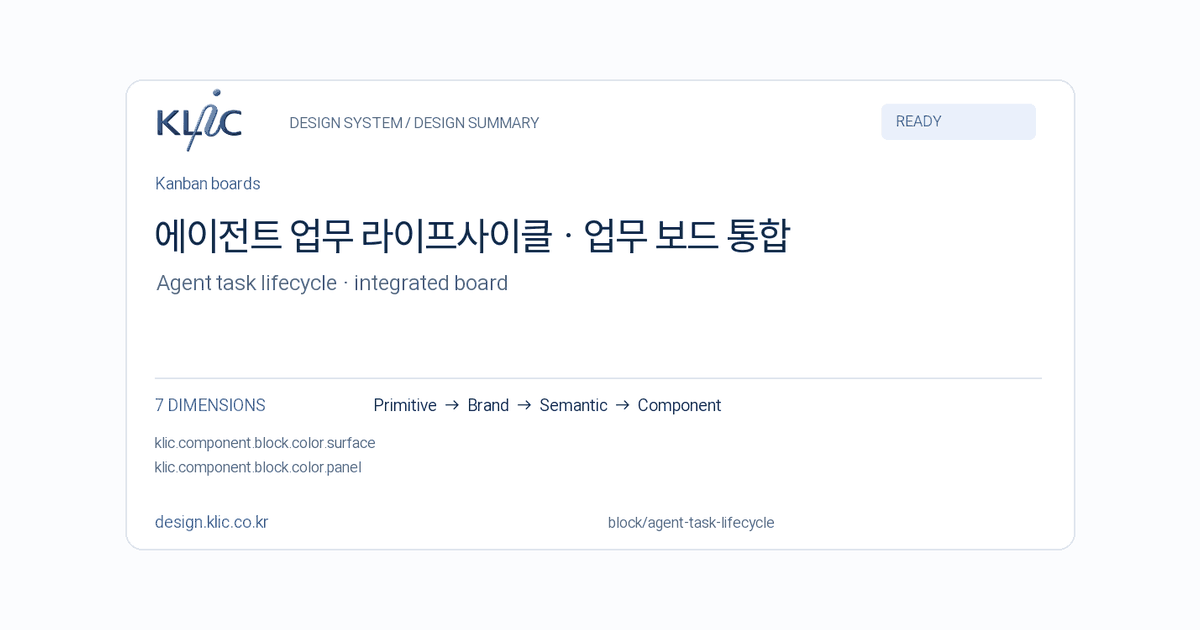 KLiC
DESIGN SYSTEM / DESIGN SUMMARY
READY
Kanban boards
에이전트 업무 라이프사이클 · 업무 보드 통합
Agent task lifecycle · integrated board
7 DIMENSIONS
Primitive → Brand → Semantic → Component
klic.component.block.color.surface
klic.component.block.color.panel
design.klic.co.kr
block/agent-task-lifecycle